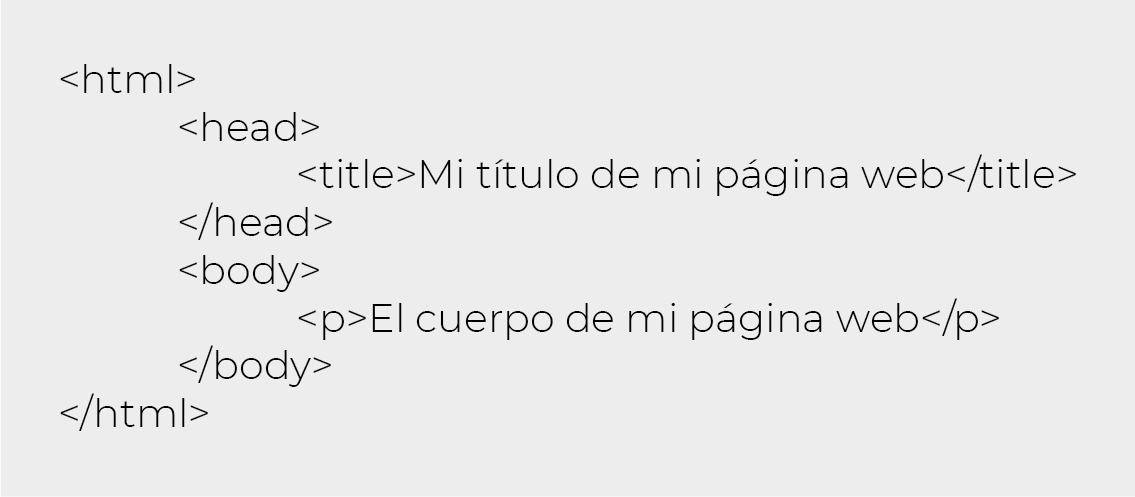 <html>
<head>
<title>Mi título de mi página web</title>
</head>
<body>
<p>El cuerpo de mi página web</p>
</body>
</html>